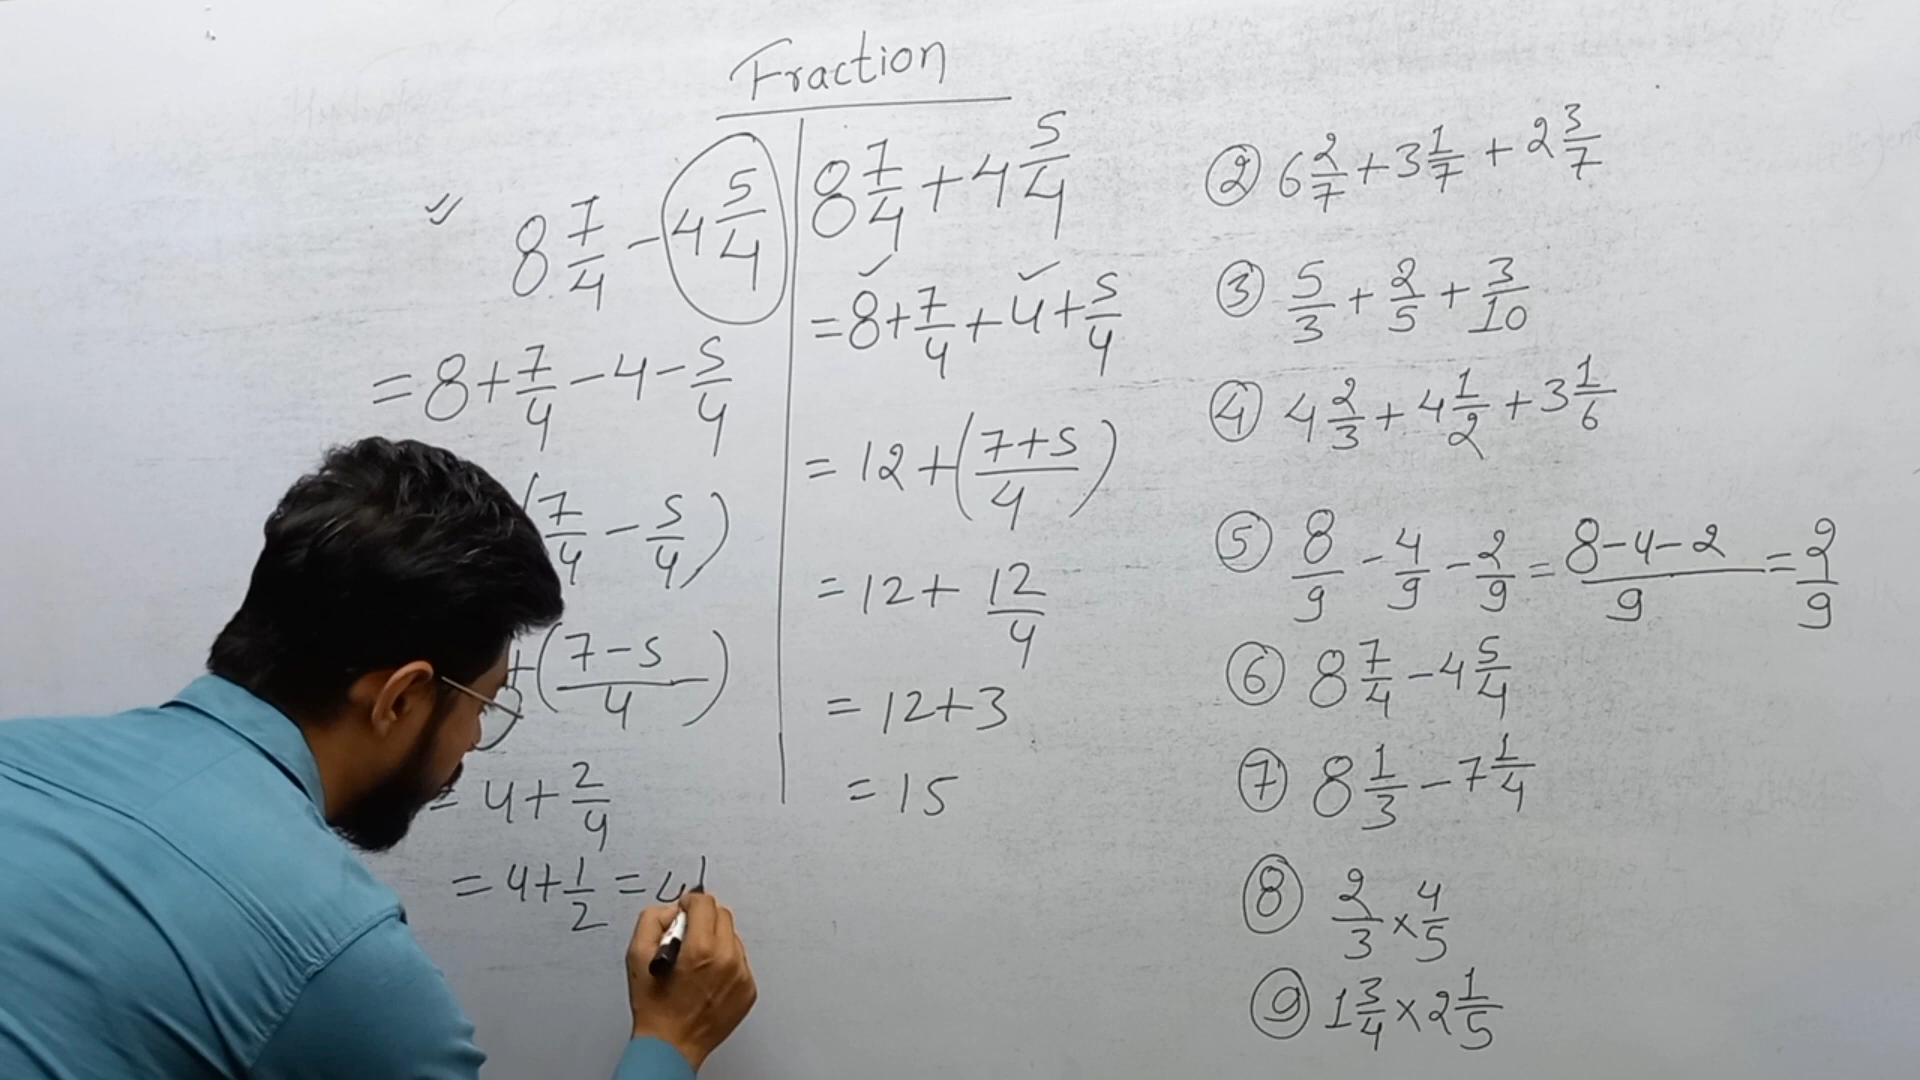 Fraction
8 7/4 - 4 5/4
= 8 + 7/4 - 4 - 5/4
(7/4 - 5/4)
+ (7-5/4)
= 4 + 2/4
= 4 + 1/2 = 4 1
8 7/4 + 4 5/4
= 8 + 7/4 + 4 + 5/4
= 12 + (7+5/4)
= 12 + 12/4
= 12 + 3
= 15
② 6 2/7 + 3 1/7 + 2 3/7
③ 5/3 + 2/5 + 3/10
④ 4 2/3 + 4 1/2 + 3 1/6
⑤ 8/9 - 4/9 - 2/9 = 8-4-2/9 = 2/9
⑥ 8 7/4 - 4 5/4
⑦ 8 1/3 - 7 1/4
⑧ 2/3 × 4/5
⑨ 1 3/4 × 2 1/5